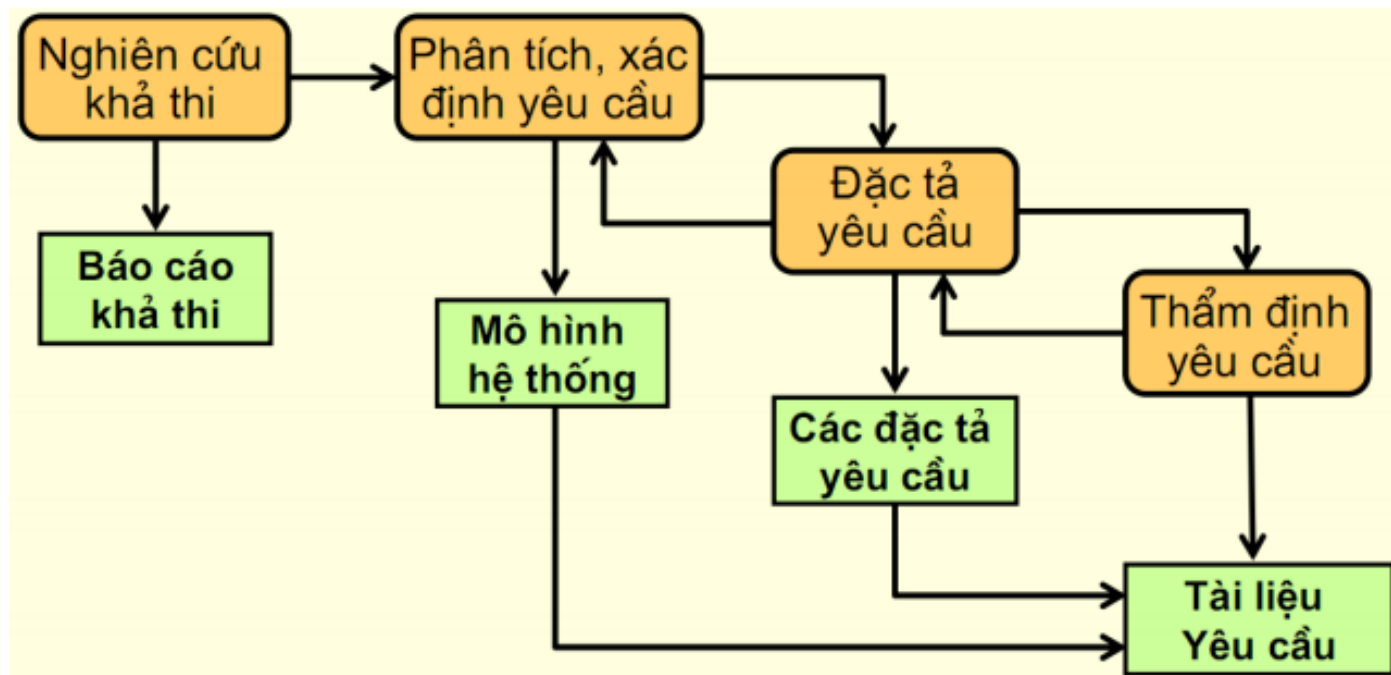 Nghiên cứu
khả thi
Phân tích, xác
định yêu cầu
Đặc tả
yêu cầu
Báo cáo
khả thi
Thẩm định
yêu cầu
Mô hình
hệ thống
Các đặc tả
yêu cầu
Tài liệu
Yêu cầu